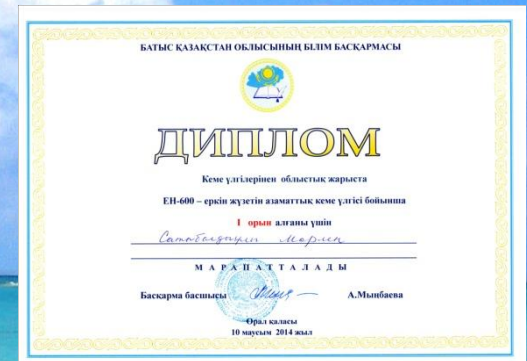 БАТЫС ҚАЗАҚСТАН ОБЛЫСЫНЫҢ БІЛІМ БАСҚАРМАСЫ
ДИПЛОМ
Кеме үлгілерінен облыстық жарыста
ЕН-600 – еркін жүзетін азаматтық кеме үлгісі бойынша
І орын алғаны үшін
МАРАПАТТАЛАДЫ
Басқарма басшысы А.Мыңбаева
Орал қаласы
10 маусым 2014 жыл